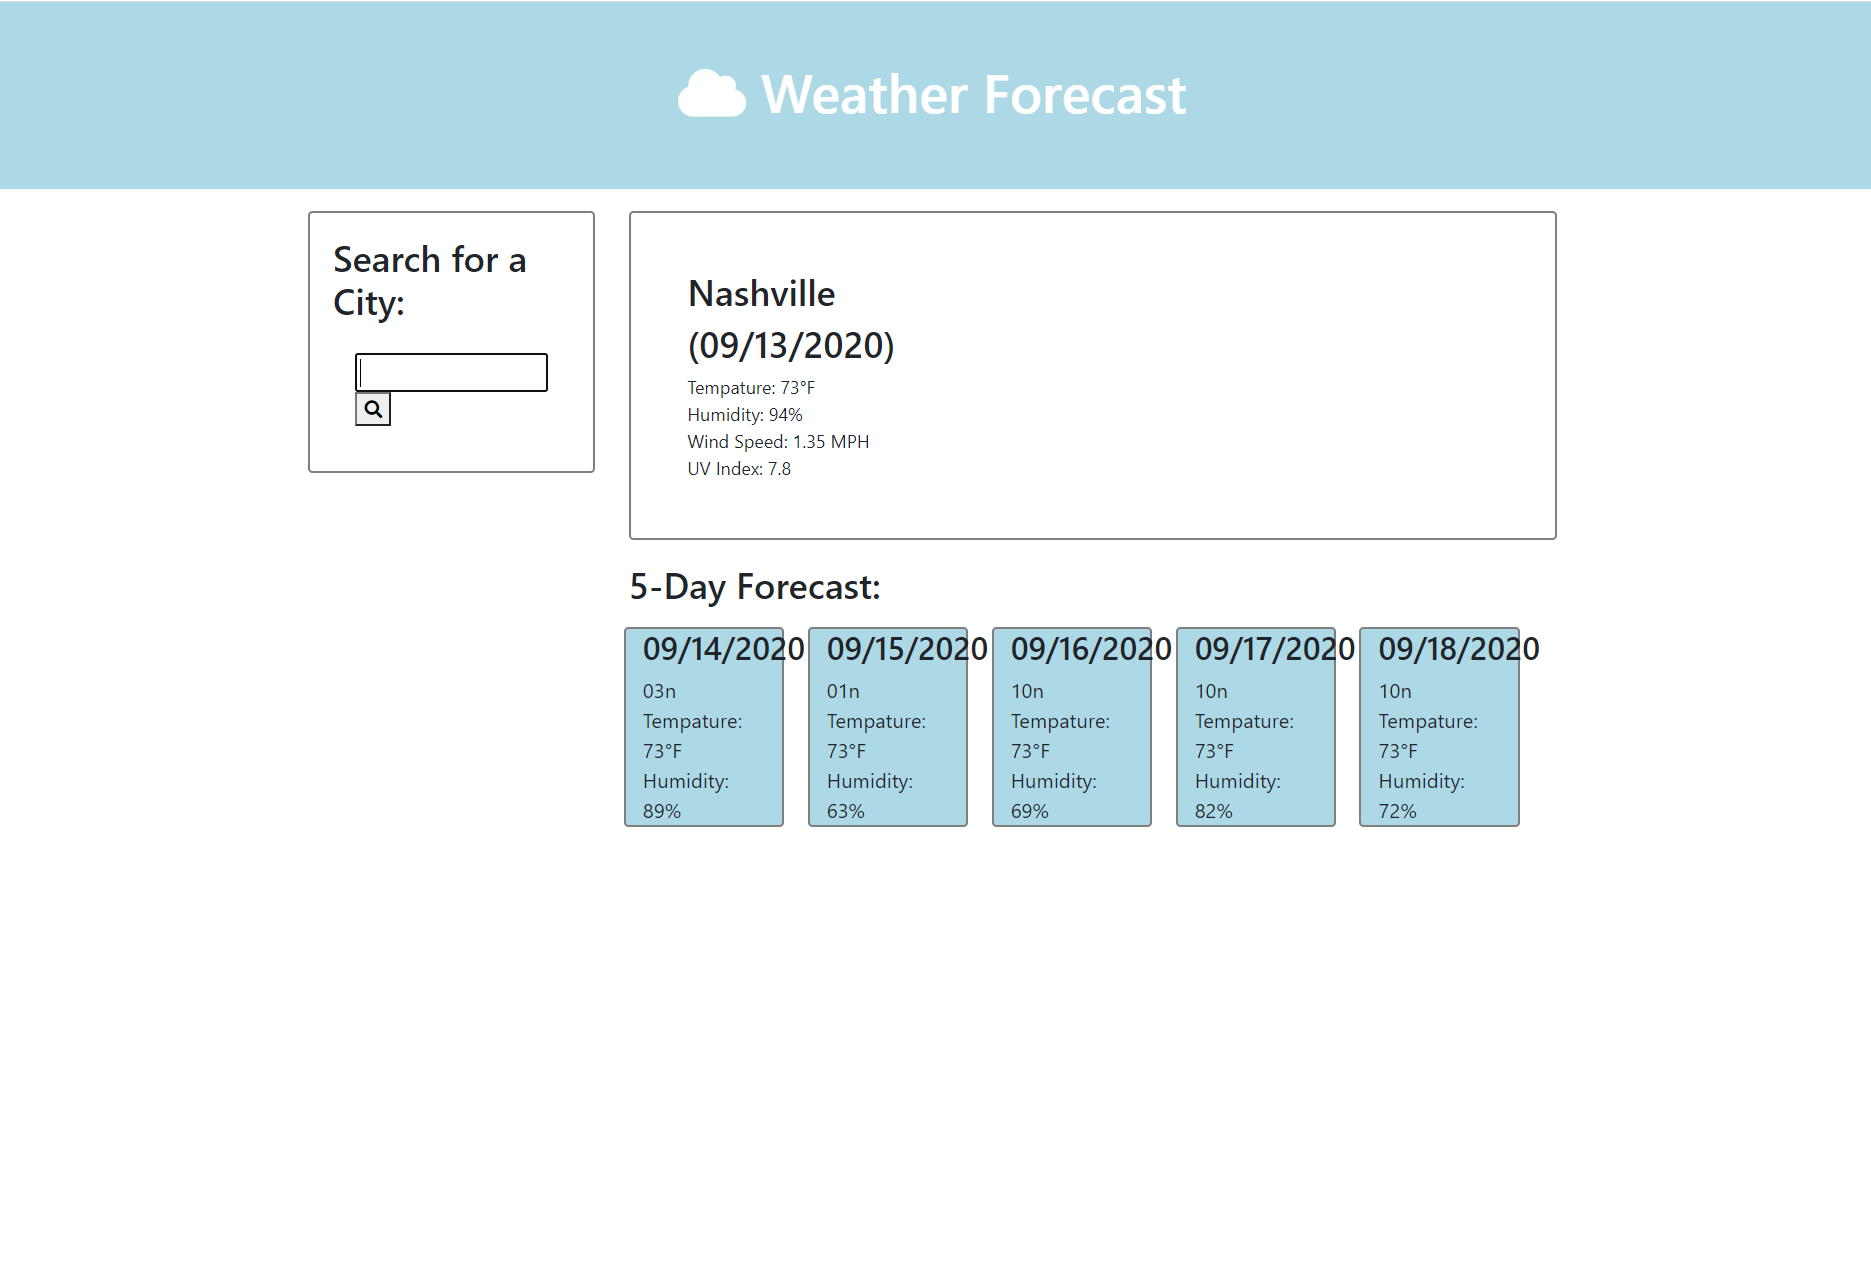 Weather Forecast
Search for a
City:
Nashville
(09/13/2020)
Tempature: 73°F
Humidity: 94%
Wind Speed: 1.35 MPH
UV Index: 7.8
5-Day Forecast:
09/14/2020
03n
Tempature:
73°F
Humidity:
89%
09/15/2020
01n
Tempature:
73°F
Humidity:
63%
09/16/2020
10n
Tempature:
73°F
Humidity:
69%
09/17/2020
10n
Tempature:
73°F
Humidity:
82%
09/18/2020
10n
Tempature:
73°F
Humidity:
72%